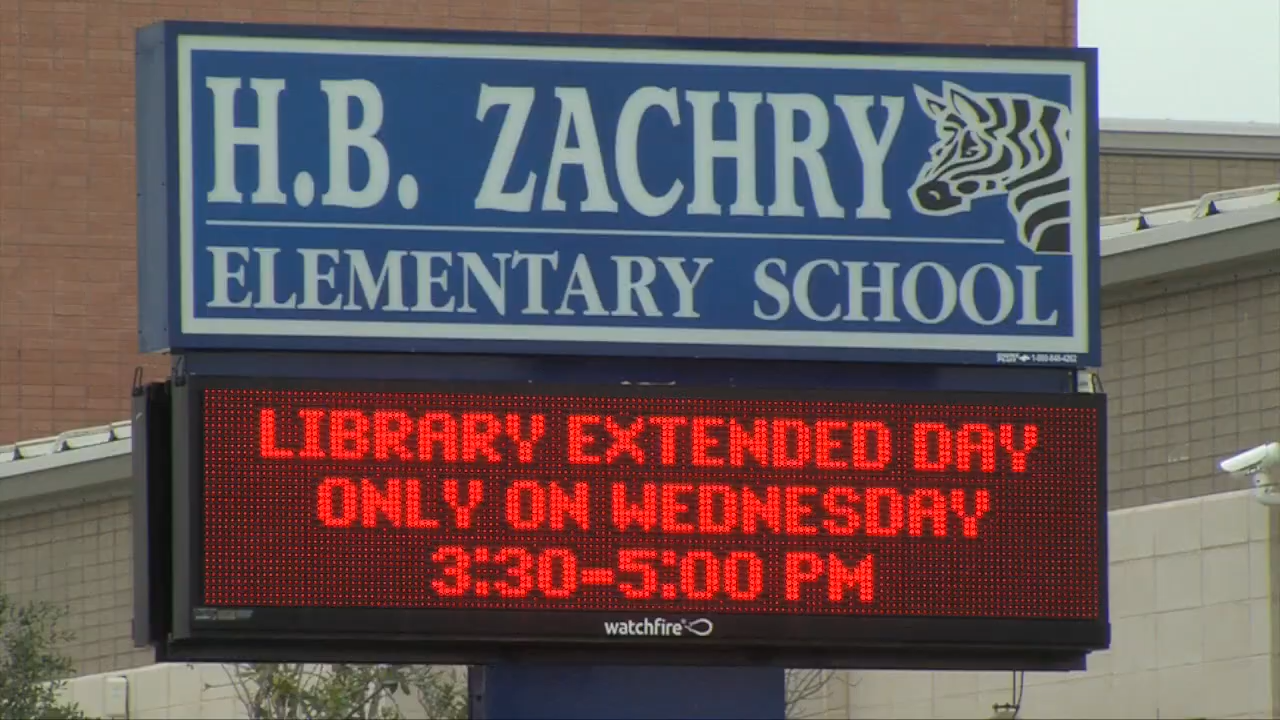 H.B. ZACHRY
ELEMENTARY SCHOOL
LIBRARY EXTENDED DAY
ONLY ON WEDNESDAY
3:30-5:00 PM
watchfire